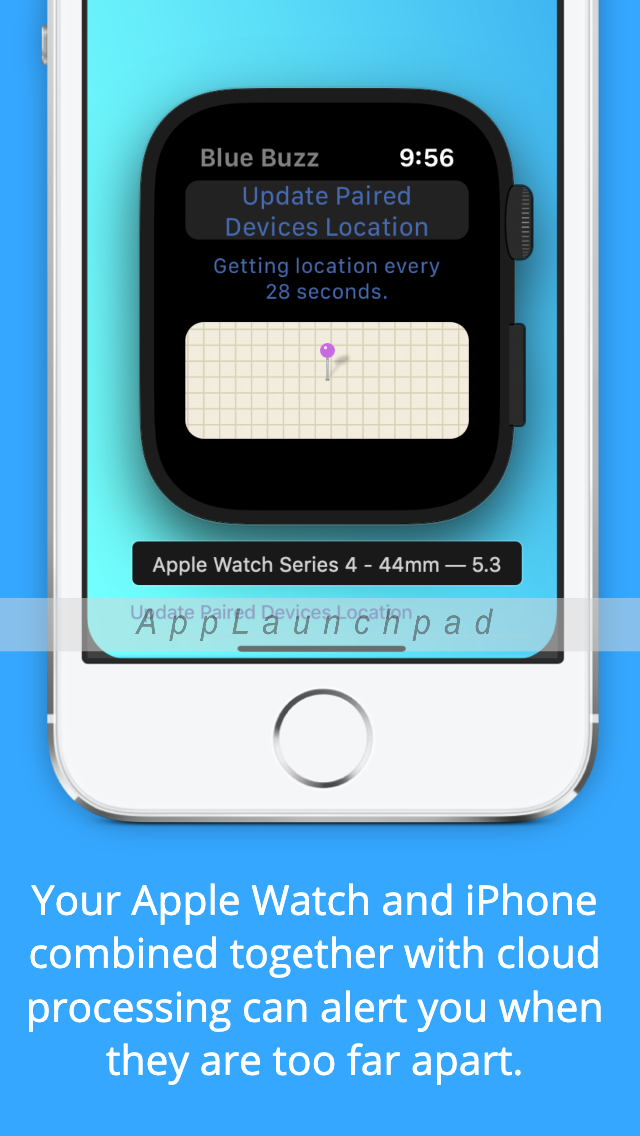 Blue Buzz 9:56
Update Paired
Devices Location
Getting location every
28 seconds.
Apple Watch Series 4 - 44mm — 5.3
Update Paired Devices Location
AppLaunchpad
Your Apple Watch and iPhone
combined together with cloud
processing can alert you when
they are too far apart.